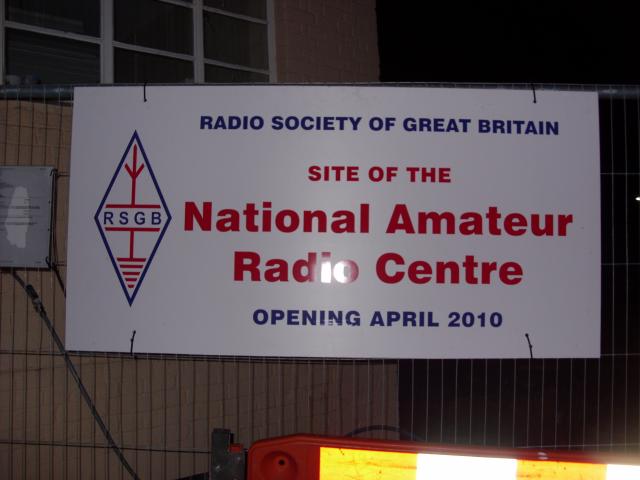 RADIO SOCIETY OF GREAT BRITAIN
SITE OF THE
RSGB
National Amateur
Radio Centre
OPENING APRIL 2010